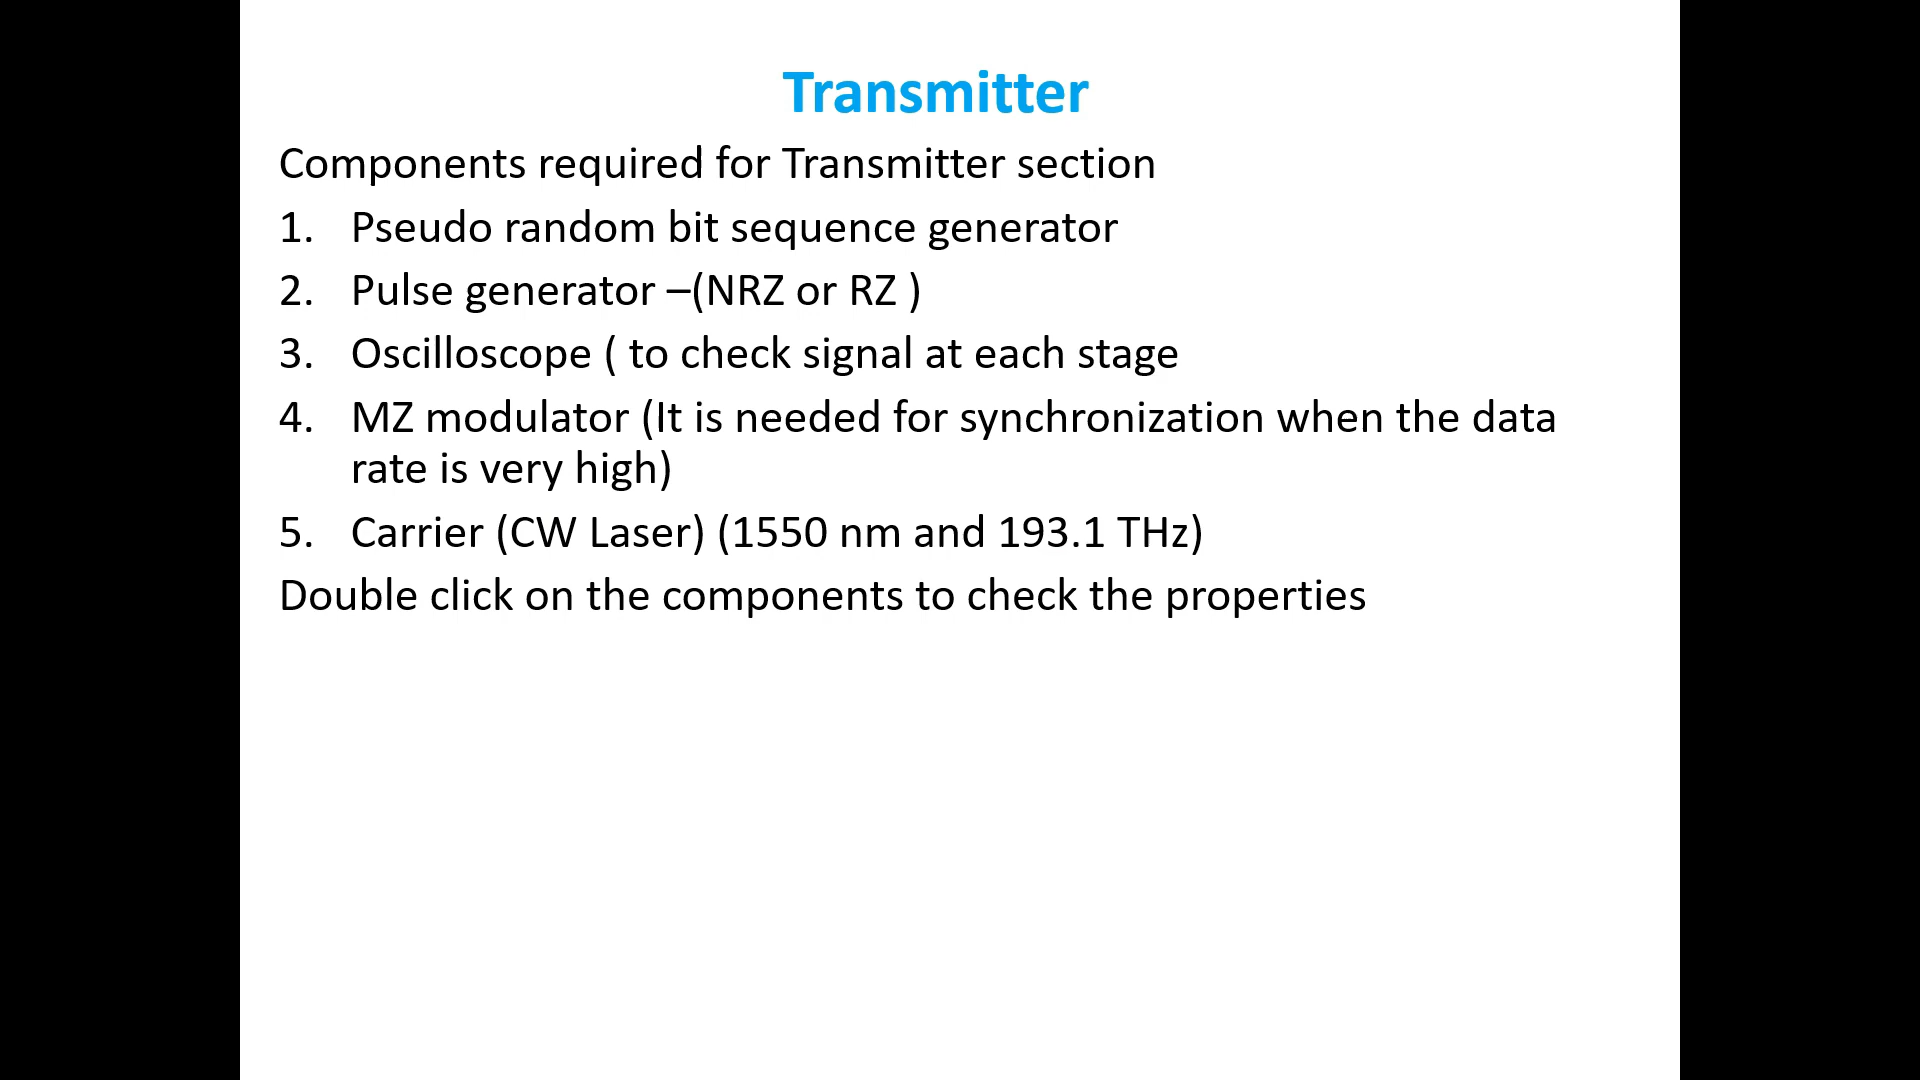 Transmitter
Components required for Transmitter section
1. Pseudo random bit sequence generator
2. Pulse generator –(NRZ or RZ )
3. Oscilloscope ( to check signal at each stage
4. MZ modulator (It is needed for synchronization when the data
rate is very high)
5. Carrier (CW Laser) (1550 nm and 193.1 THz)
Double click on the components to check the properties